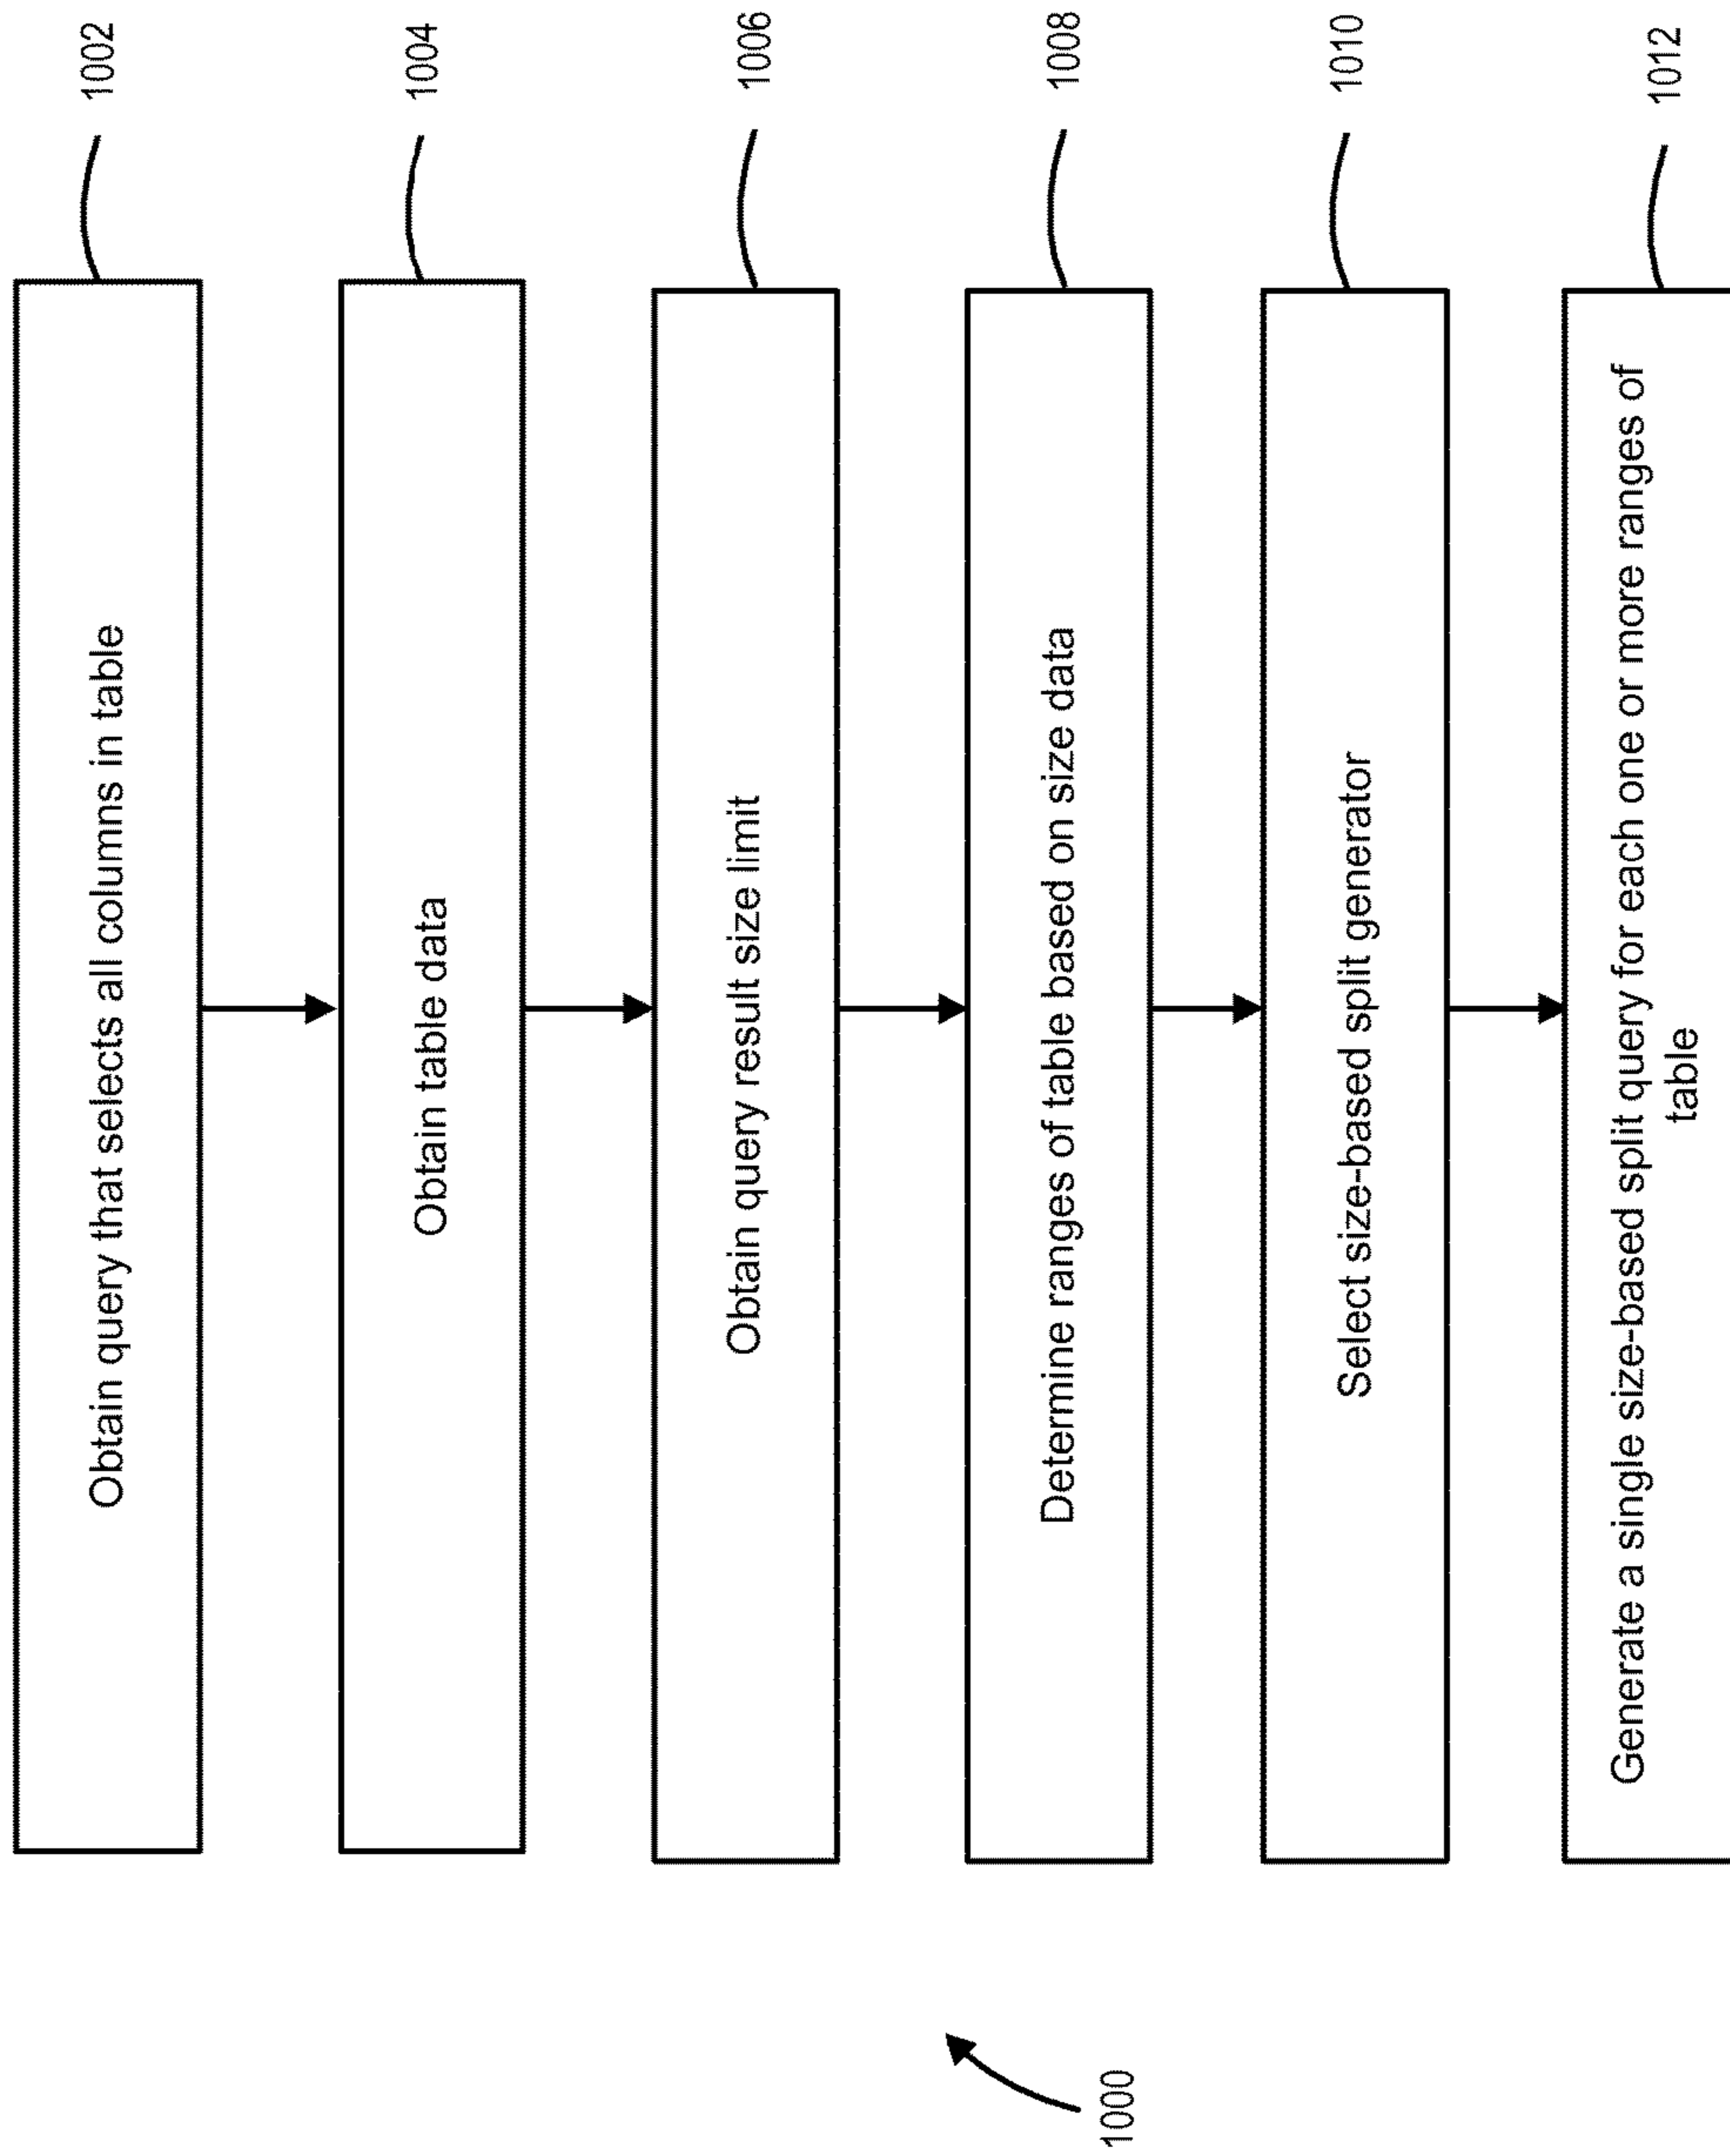 Obtain query that selects all columns in table
1002
Obtain table data
1004
Obtain query result size limit
1006
Determine ranges of table based on size data
1008
Select size-based split generator
1010
Generate a single size-based split query for each one or more ranges of
table
1012
1000